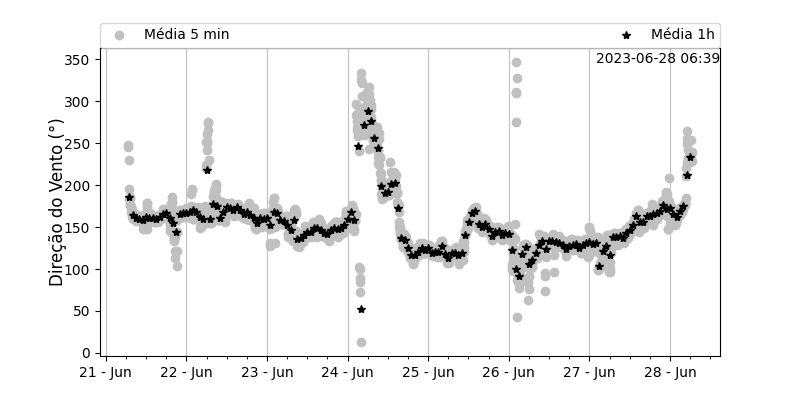 Média 5 min
Média 1h
2023-06-28 06:39
Direção do Vento (°)
350
300
250
200
150
100
50
0
21 - Jun
22 - Jun
23 - Jun
24 - Jun
25 - Jun
26 - Jun
27 - Jun
28 - Jun